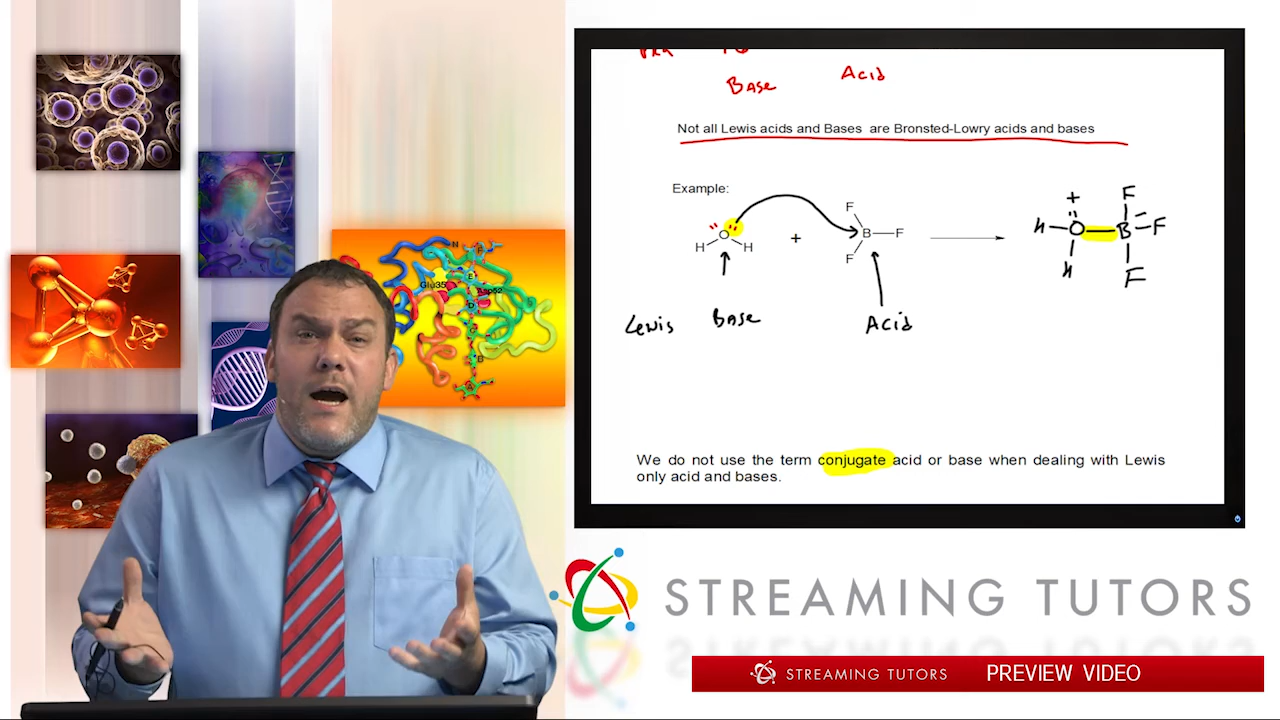 Base Acid
Not all Lewis acids and Bases are Bronsted-Lowry acids and bases
Example:
F
O
H H
+
B F
F
+
H O B F
H
F
F
Lewis Base Acid
We do not use the term conjugate acid or base when dealing with Lewis
only acid and bases.
N
F
E
Glu35
Asp52
D
C
B
A
STREAMING TUTORS
STREAMING TUTORS PREVIEW VIDEO